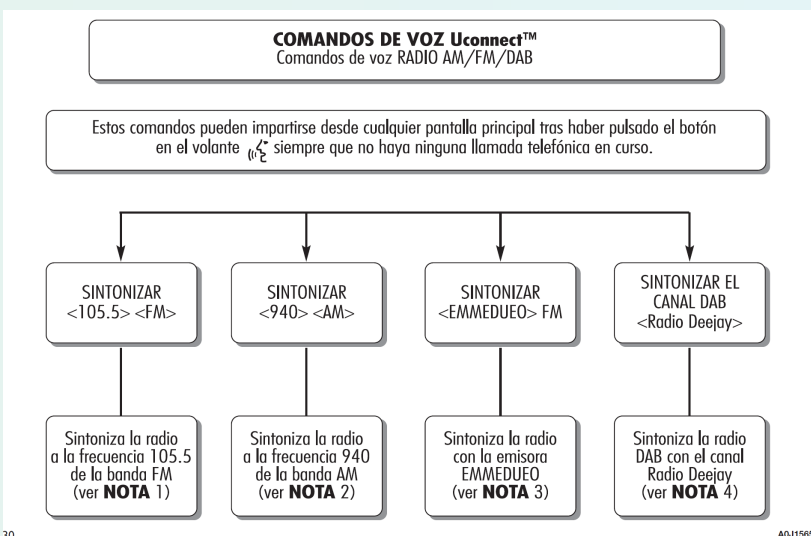 COMANDOS DE VOZ Uconnect™
Comandos de voz RADIO AM/FM/DAB
Estos comandos pueden impartirse desde cualquier pantalla principal tras haber pulsado el botón
en el volante siempre que no haya ninguna llamada telefónica en curso.
SINTONIZAR
<105.5> <FM>
SINTONIZAR
<940> <AM>
SINTONIZAR
<EMMEDUEO> FM
SINTONIZAR EL
CANAL DAB
<Radio Deejay>
Sintoniza la radio
a la frecuencia 105.5
de la banda FM
(ver NOTA 1)
Sintoniza la radio
a la frecuencia 940
de la banda AM
(ver NOTA 2)
Sintoniza la radio
con la emisora
EMMEDUEO
(ver NOTA 3)
Sintoniza la radio
DAB con el canal
Radio Deejay
(ver NOTA 4)